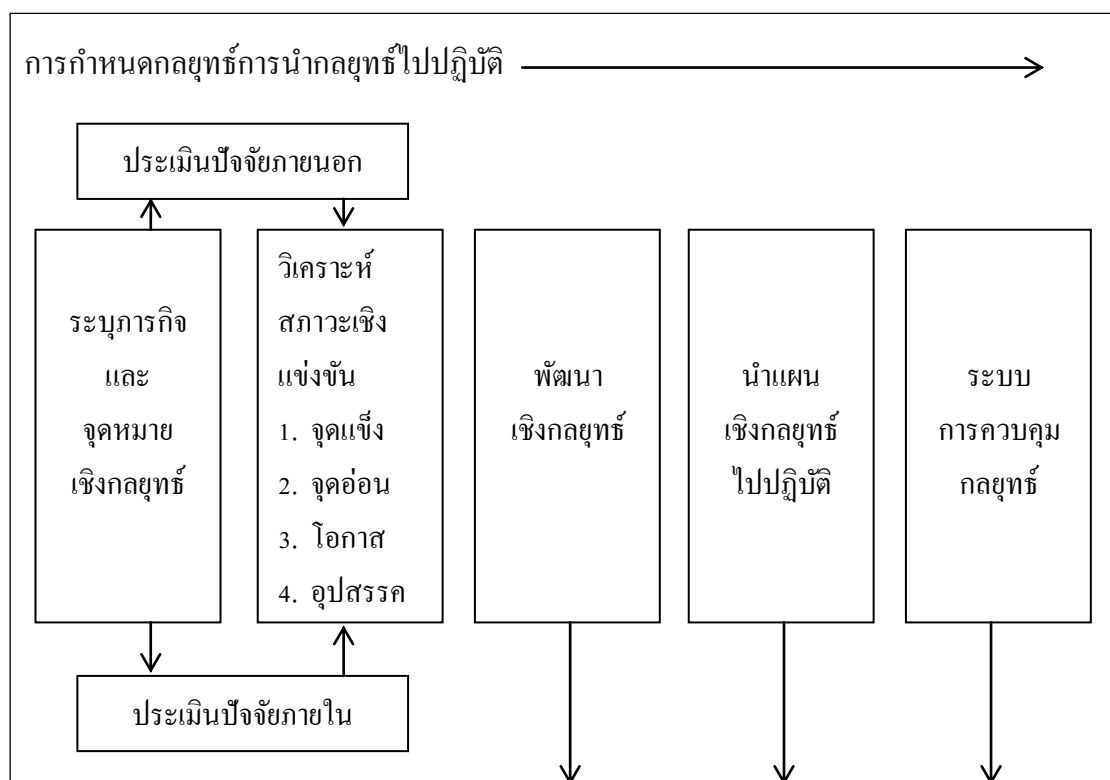 การกำหนดกลยุทธ์การนำกลยุทธ์ไปปฏิบัติ
ประเมินปัจจัยภายนอก
ระบุภารกิจ
และ
จุดหมาย
เชิงกลยุทธ์
วิเคราะห์
สภาวะเชิง
แข่งขัน
1. จุดแข็ง
2. จุดอ่อน
3. โอกาส
4. อุปสรรค
พัฒนา
เชิงกลยุทธ์
นำแผน
เชิงกลยุทธ์
ไปปฏิบัติ
ระบบ
การควบคุม
กลยุทธ์
ประเมินปัจจัยภายใน